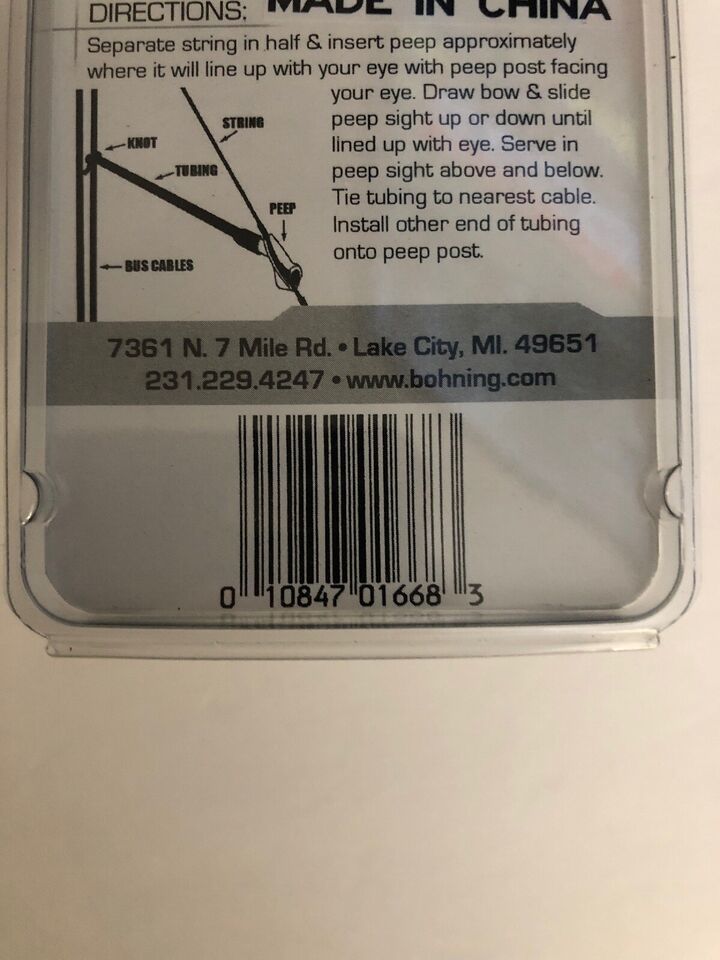 DIRECTIONS: MADE IN CHINA
Separate string in half & insert peep approximately
where it will line up with your eye with peep post facing
your eye. Draw bow & slide
peep sight up or down until
lined up with eye. Serve in
peep sight above and below.
Tie tubing to nearest cable.
Install other end of tubing
onto peep post.
STRING
KNOT
TUBING
PEEP
BUS CABLES
7361 N. 7 Mile Rd. • Lake City, MI. 49651
231.229.4247 • www.bohning.com
0 10847 01668 3